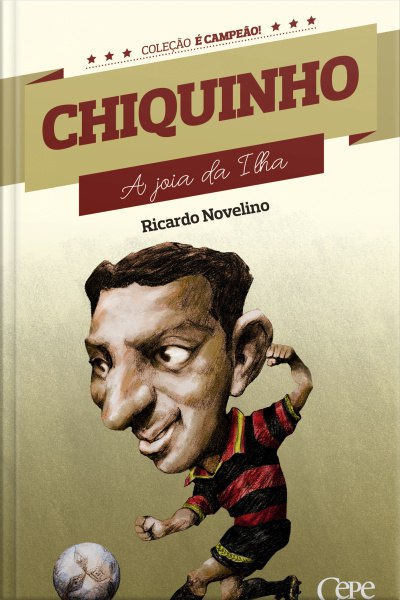 COLEÇÃO É CAMPEÃO!
CHIQUINHO
A joia da Ilha
Ricardo Novelino
Cepe